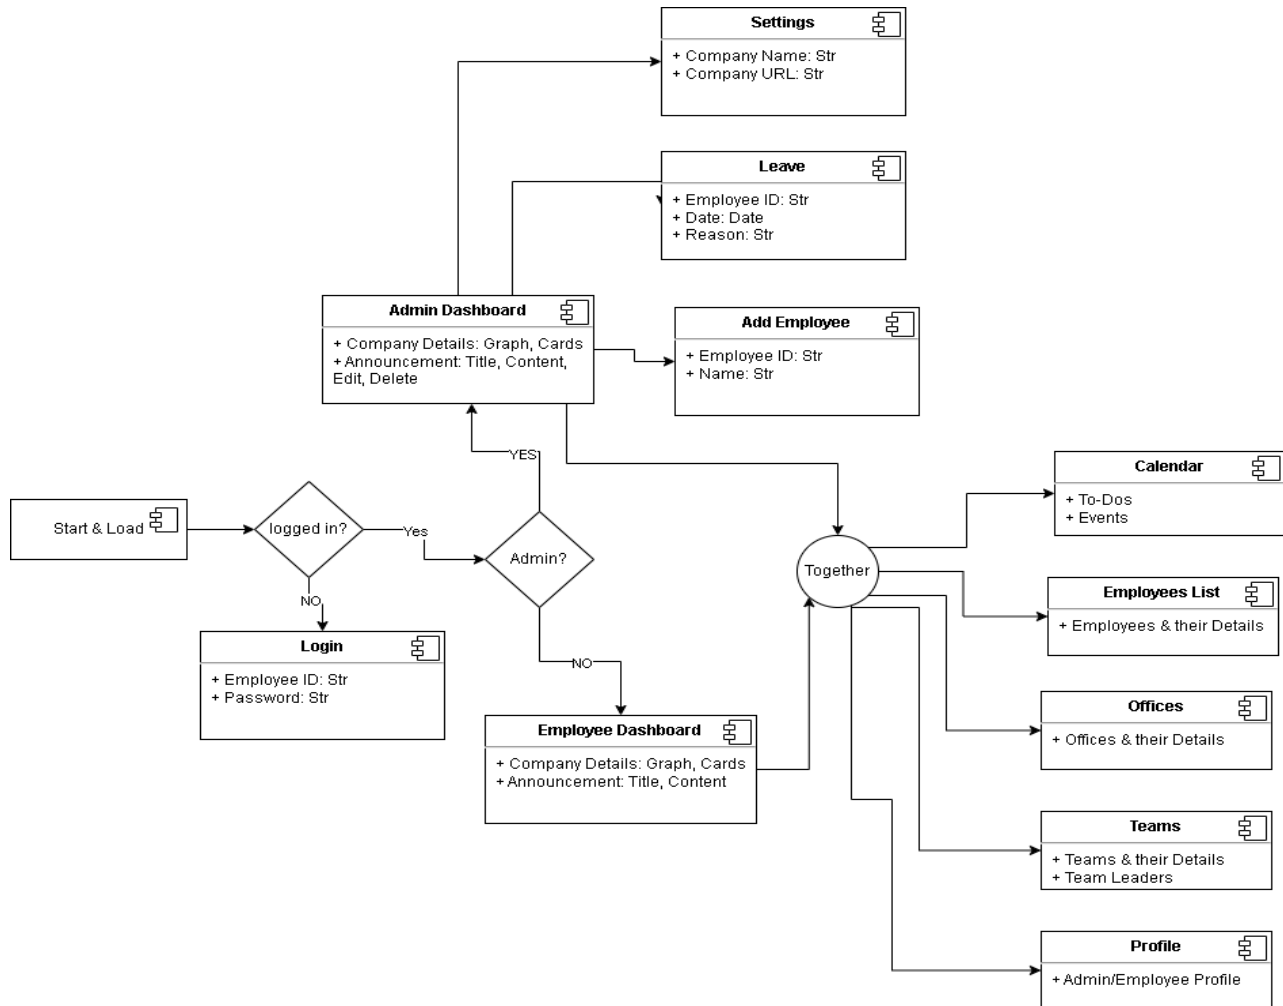 Settings
+ Company Name: Str
+ Company URL: Str
Leave
+ Employee ID: Str
+ Date: Date
+ Reason: Str
Admin Dashboard
+ Company Details: Graph, Cards
+ Announcement: Title, Content,
Edit, Delete
Add Employee
+ Employee ID: Str
+ Name: Str
YES
Start & Load
logged in?
Yes
Admin?
Together
Calendar
+ To-Dos
+ Events
NO
Login
+ Employee ID: Str
+ Password: Str
NO
Employee Dashboard
+ Company Details: Graph, Cards
+ Announcement: Title, Content
Employees List
+ Employees & their Details
Offices
+ Offices & their Details
Teams
+ Teams & their Details
+ Team Leaders
Profile
+ Admin/Employee Profile